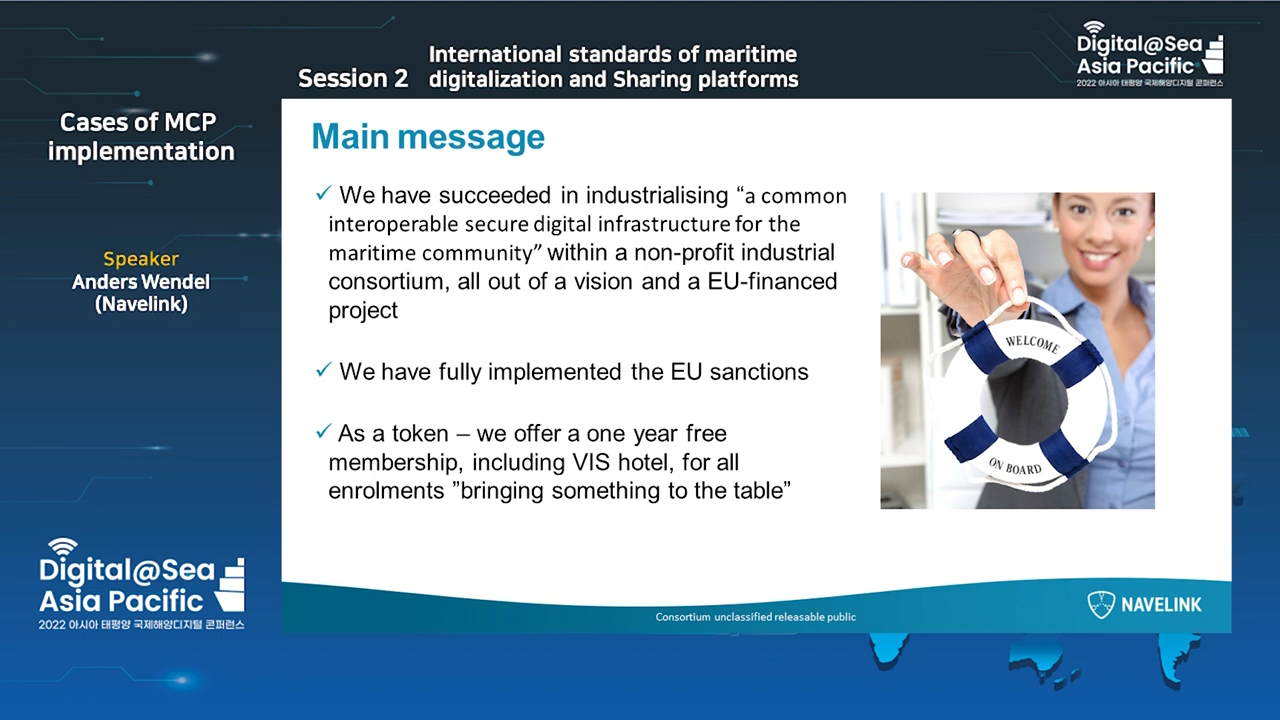 Session 2
International standards of maritime
digitalization and Sharing platforms
Digital@Sea
Asia Pacific
2022 아시아 태평양 국제해양디지털 콘퍼런스
Cases of MCP
implementation
Speaker
Anders Wendel
(Navelink)
Main message
✓ We have succeeded in industrialising “a common
interoperable secure digital infrastructure for the
maritime community” within a non-profit industrial
consortium, all out of a vision and a EU-financed
project
✓ We have fully implemented the EU sanctions
✓ As a token – we offer a one year free
membership, including VIS hotel, for all
enrolments ”bringing something to the table”
WELCOME
ON BOARD
Consortium unclassified releasable public
NAVELINK
Digital@Sea
Asia Pacific
2022 아시아 태평양 국제해양디지털 콘퍼런스